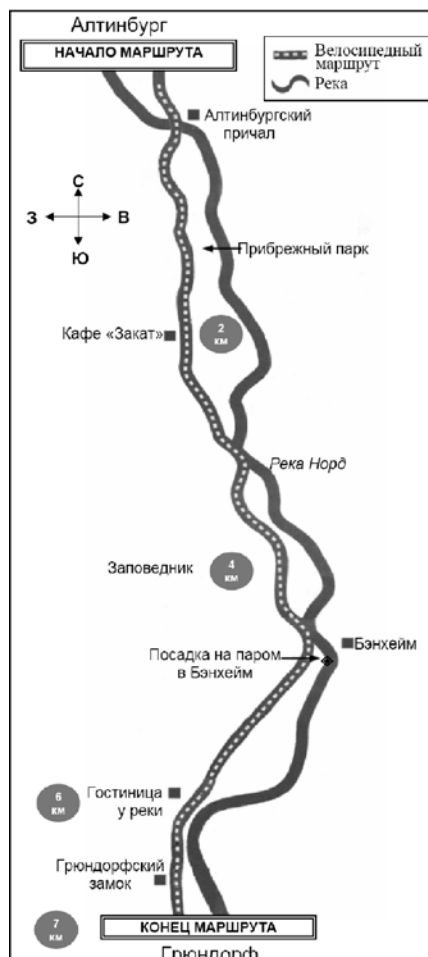 Алтинбург
НАЧАЛО МАРШРУТА
Велосипедный
маршрут
Река
Алтинбургский
причал
С
З
В
Ю
Прибрежный парк
Кафе «Закат»
2
км
Река Норд
Заповедник
4
км
Бэнхейм
Посадка на паром
в Бэнхейм
6
км
Гостиница
у реки
Грюндорфский
замок
7
км
КОНЕЦ МАРШРУТА
Грюндорф